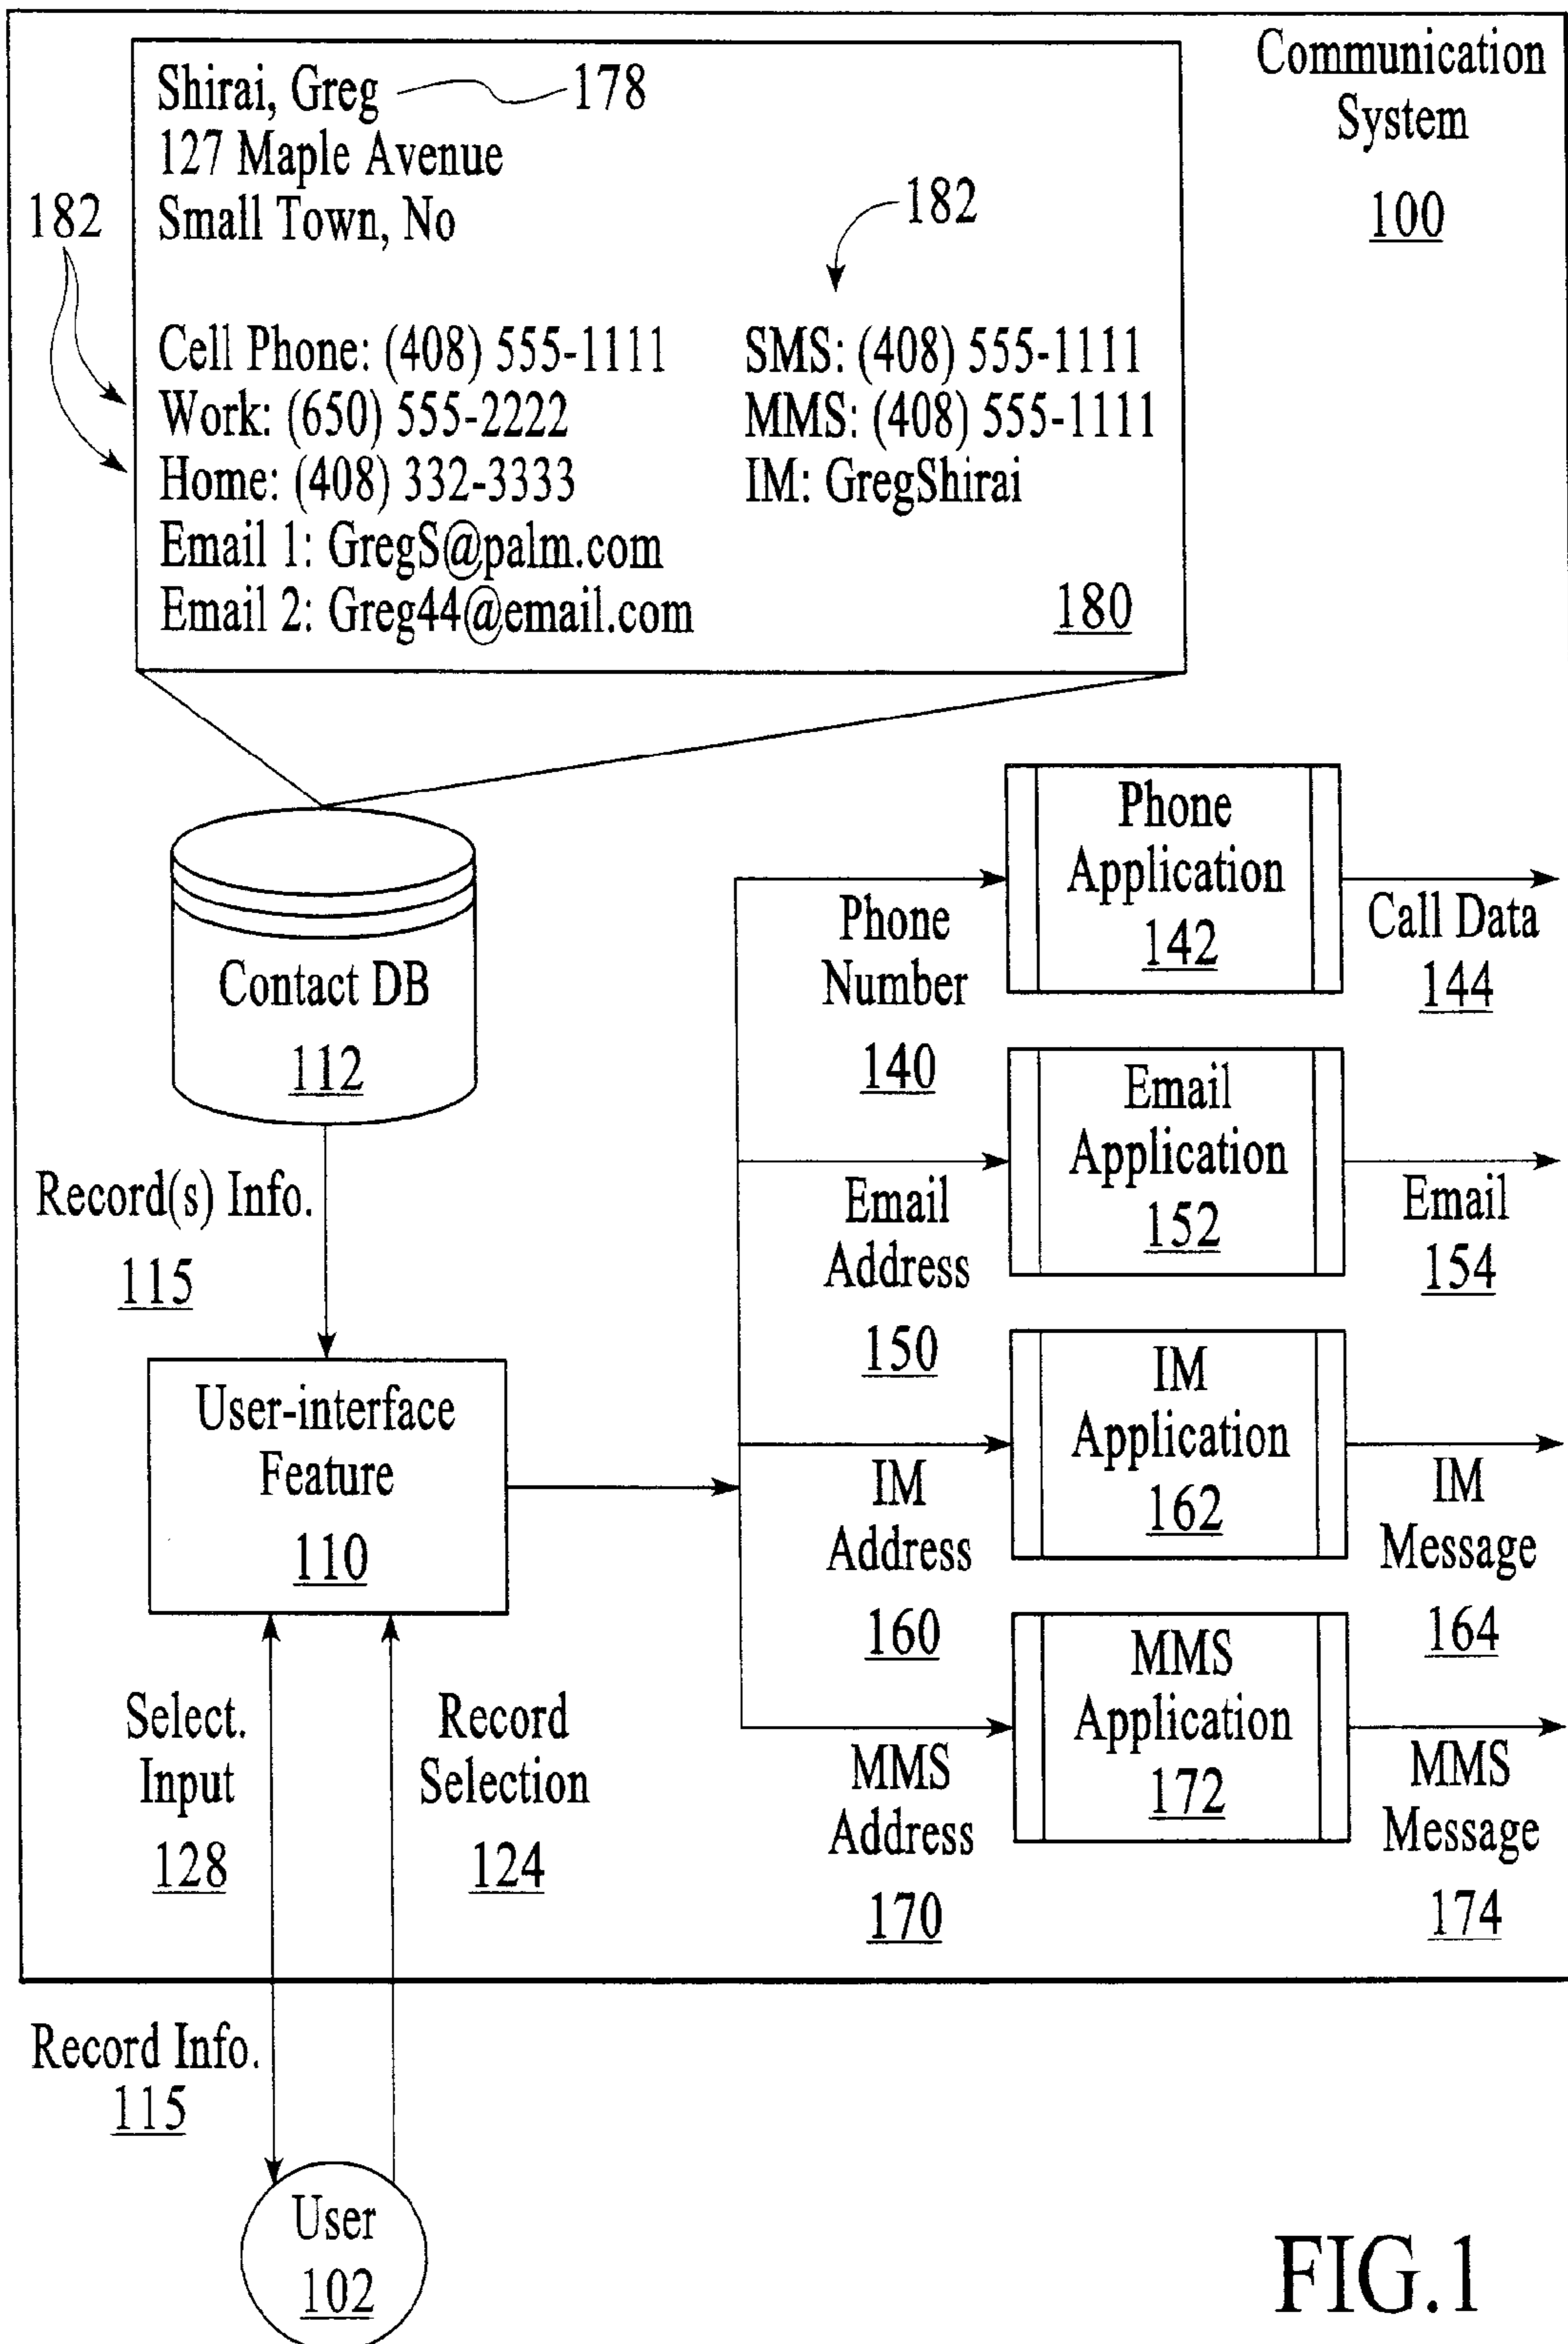 Communication
System
100
Shirai, Greg
178
127 Maple Avenue
Small Town, No
182
182
Cell Phone: (408) 555-1111
Work: (650) 555-2222
Home: (408) 332-3333
Email 1: GregS@palm.com
Email 2: Greg44@email.com
SMS: (408) 555-1111
MMS: (408) 555-1111
IM: GregShirai
180
Contact DB
112
Record(s) Info.
115
User-interface
Feature
110
Select.
Input
128
Record
Selection
124
Record Info.
115
User
102
Phone
Number
140
Phone
Application
142
Call Data
144
Email
Address
150
Email
Application
152
Email
154
IM
Address
160
IM
Application
162
IM
Message
164
MMS
Address
170
MMS
Application
172
MMS
Message
174
FIG.1